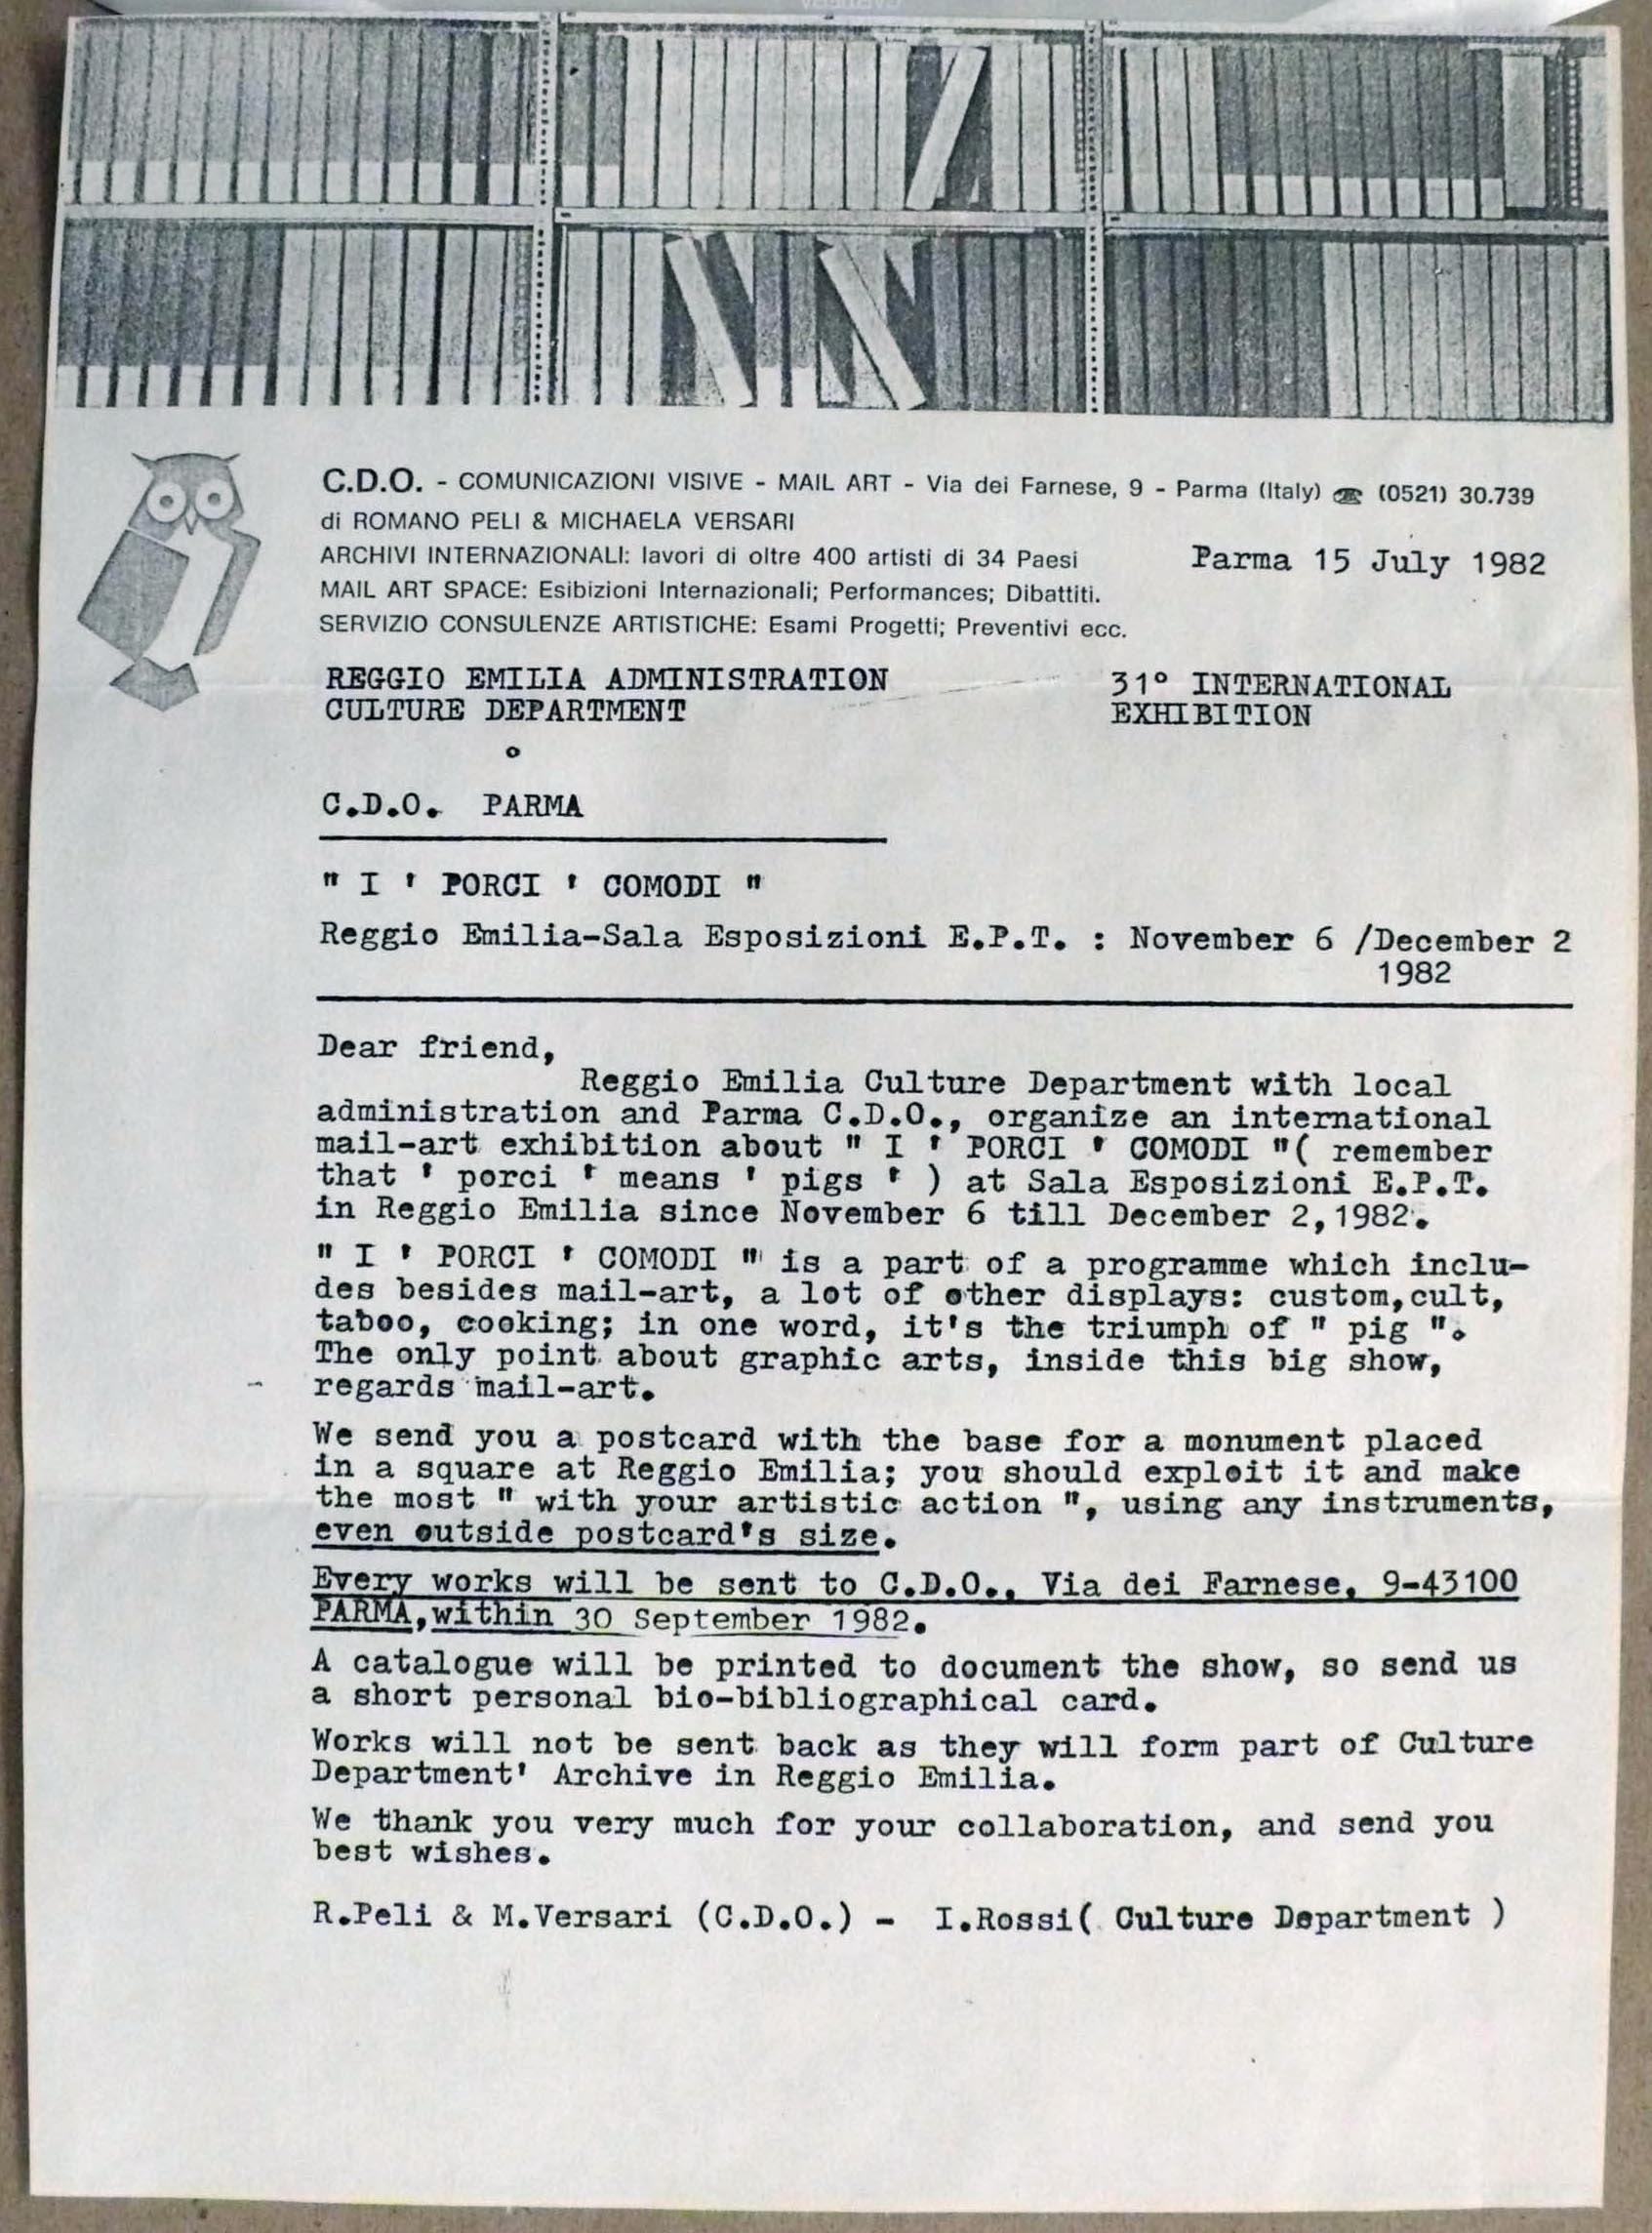 C.D.O. - COMUNICAZIONI VISIVE - MAIL ART - Via dei Farnese, 9 - Parma (Italy) ☎ (0521) 30.739
di ROMANO PELI & MICHAELA VERSARI
ARCHIVI INTERNAZIONALI: lavori di oltre 400 artisti di 34 Paesi
Parma 15 July 1982
MAIL ART SPACE: Esibizioni Internazionali; Performances; Dibattiti.
SERVIZIO CONSULENZE ARTISTICHE: Esami Progetti; Preventivi ecc.
REGGIO EMILIA ADMINISTRATION
CULTURE DEPARTMENT
31° INTERNATIONAL
EXHIBITION
o
C.D.O. PARMA
" I ' PORCI ' COMODI "
Reggio Emilia-Sala Esposizioni E.P.T. : November 6 /December 2
1982
Dear friend,
Reggio Emilia Culture Department with local
administration and Parma C.D.O., organize an international
mail-art exhibition about " I ' PORCI ' COMODI "( remember
that ' porci ' means ' pigs ' ) at Sala Esposizioni E.P.T.
in Reggio Emilia since November 6 till December 2,1982.
" I ' PORCI ' COMODI " is a part of a programme which inclu-
des besides mail-art, a lot of other displays: custom,cult,
taboo, cooking; in one word, it's the triumph of " pig ".
The only point about graphic arts, inside this big show,
regards mail-art.
We send you a postcard with the base for a monument placed
in a square at Reggio Emilia; you should exploit it and make
the most " with your artistic action ", using any instruments,
even outside postcard's size.
Every works will be sent to C.D.O., Via dei Farnese, 9-43100
PARMA,within 30 September 1982.
A catalogue will be printed to document the show, so send us
a short personal bio-bibliographical card.
Works will not be sent back as they will form part of Culture
Department' Archive in Reggio Emilia.
We thank you very much for your collaboration, and send you
best wishes.
R.Peli & M.Versari (C.D.O.) - I.Rossi( Culture Department )